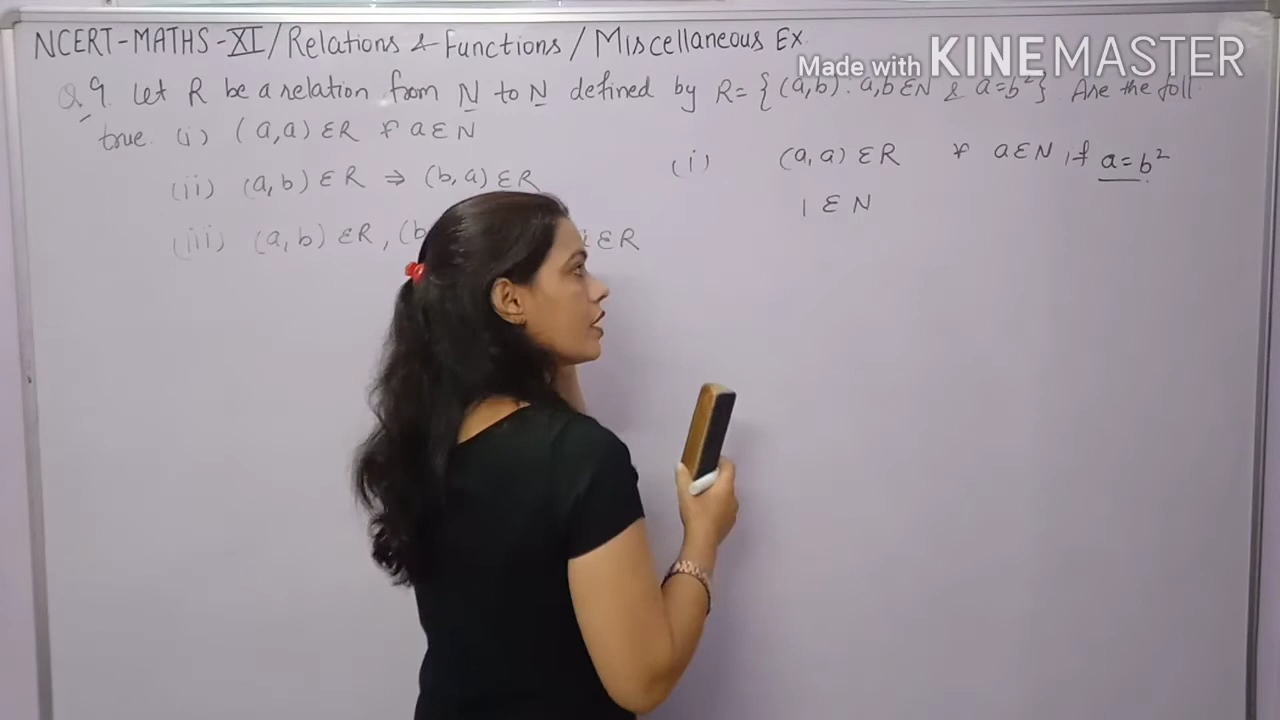 NCERT-MATHS-XI/Relations & Functions/Miscellaneous Ex.
Made with KINEMASTER
Q.9. Let R be a relation from N to N defined by R={(a,b): a,b∈N & a=b²} Are the foll.
true. (i) (a,a)∈R ∀ a∈N
(ii) (a,b)∈R ⇒ (b,a)∈R
(iii) (a,b)∈R, (b ∈R
(i) (a,a)∈R ∀ a∈N if a=b²
1∈N